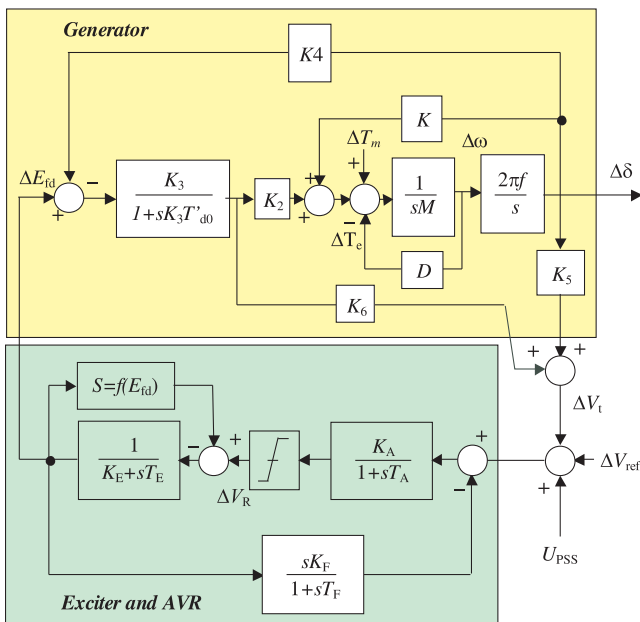 Generator
K4
K
ΔT_m
+
Δω
ΔE_fd
−
+
K_3
1+sK_3T'_d0
K_2
+
+
−
ΔT_e
1
sM
2πf
s
Δδ
D
K_5
K_6
+
+
ΔV_t
S=f(E_fd)
−
+
1
K_E+sT_E
ΔV_R
K_A
1+sT_A
+
−
ΔV_ref
+
U_PSS
sK_F
1+sT_F
Exciter and AVR